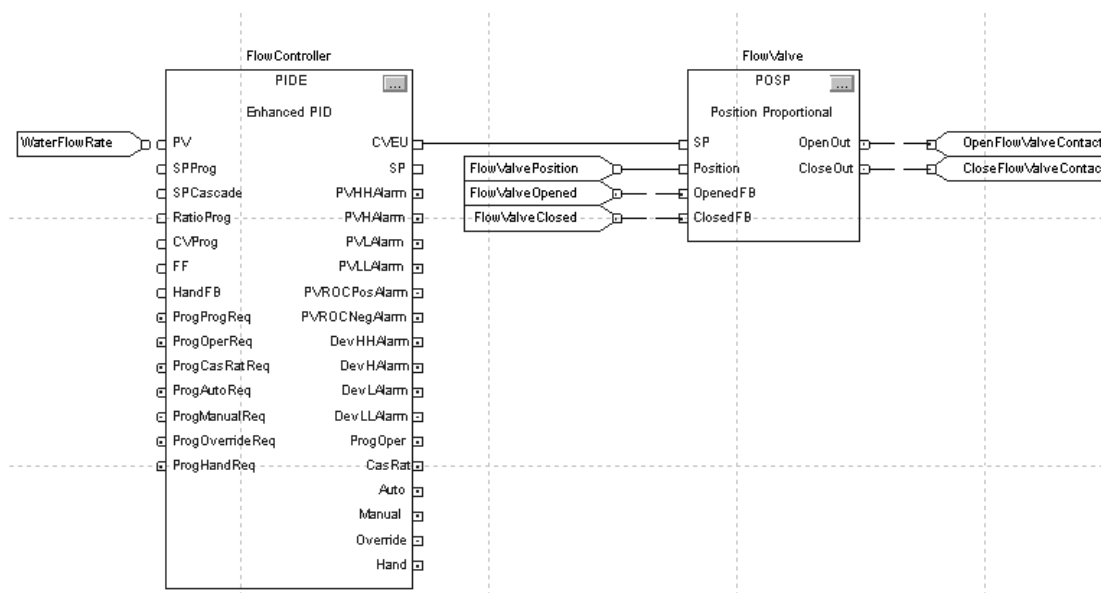 FlowController
PIDE
...
Enhanced PID
WaterFlowRate
PV
CVEU
SPProg
SP
SPCascade
PVHHAlarm
RatioProg
PVHAlarm
CVProg
PVLAlarm
FF
PVLLAlarm
HandFB
PVROCPosAlarm
ProgProgReq
PVROCNegAlarm
ProgOperReq
DevHHAlarm
ProgCasRatReq
DevHAlarm
ProgAutoReq
DevLAlarm
ProgManualReq
DevLLAlarm
ProgOverrideReq
ProgOper
ProgHandReq
CasRat
Auto
Manual
Override
Hand
FlowValve
POSP
...
Position Proportional
SP
OpenOut
OpenFlowValveContact
FlowValvePosition
Position
CloseOut
CloseFlowValveContac
FlowValveOpened
OpenedFB
FlowValveClosed
ClosedFB